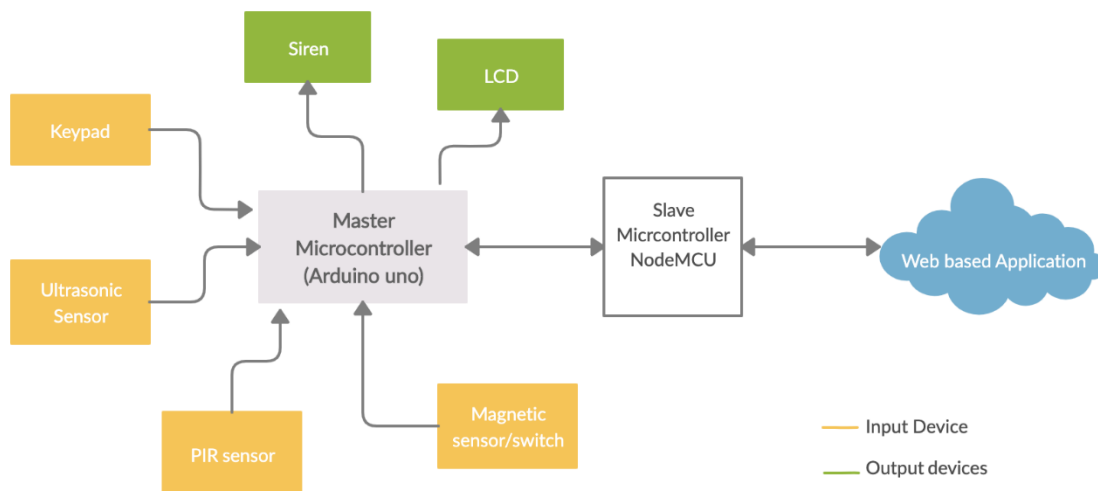 Siren
LCD
Keypad
Master
Microcontroller
(Arduino uno)
Slave
Micrcontroller
NodeMCU
Web based Application
Ultrasonic
Sensor
PIR sensor
Magnetic
sensor/switch
Input Device
Output devices